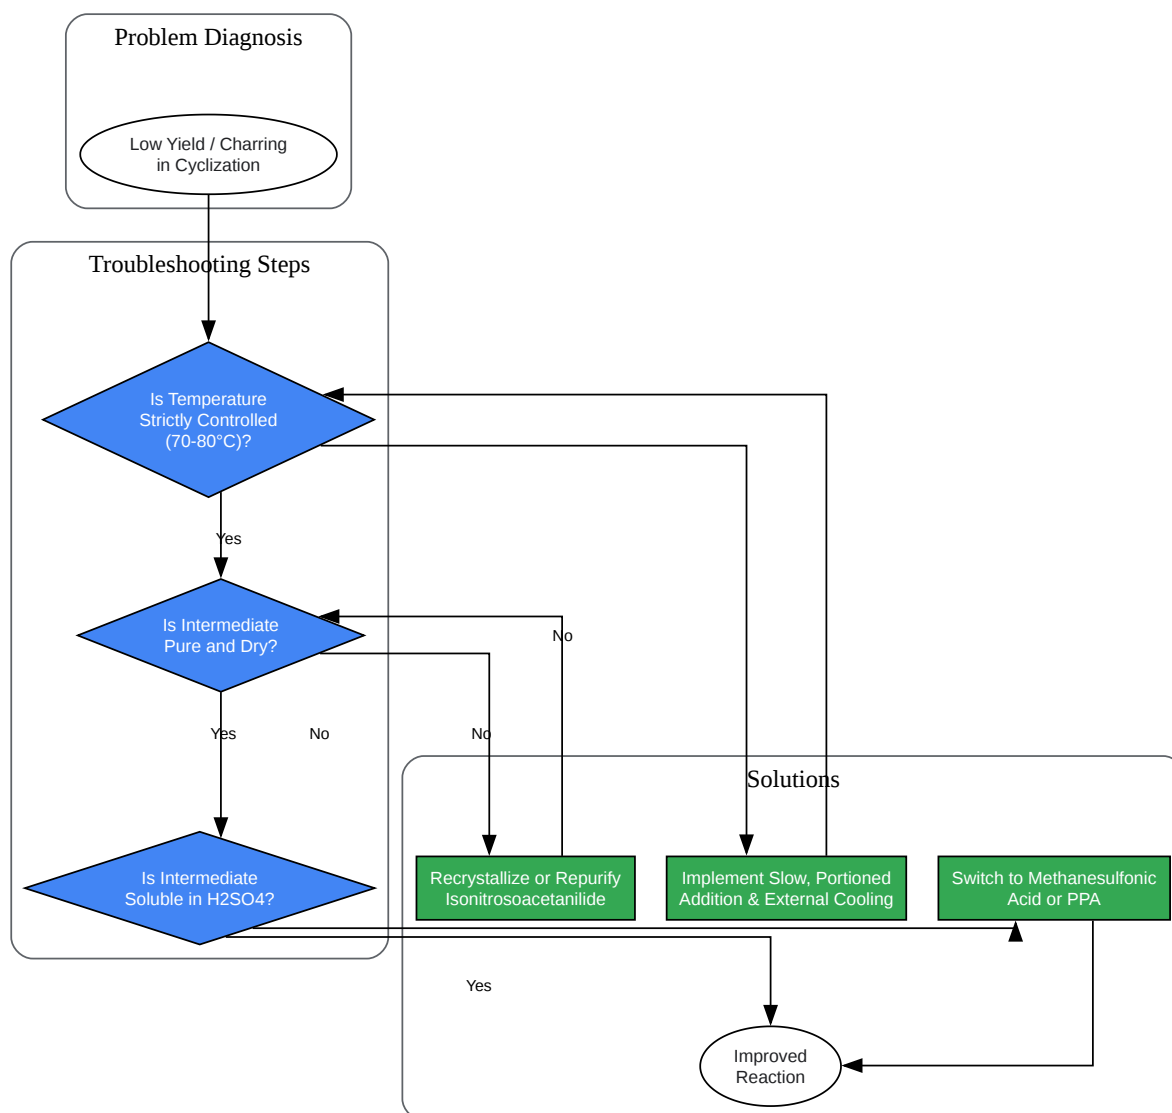 Problem Diagnosis
Low Yield / Charring
in Cyclization
Troubleshooting Steps
Is Temperature
Strictly Controlled
(70-80°C)?
Yes
Is Intermediate
Pure and Dry?
No
Yes
No
No
Solutions
Is Intermediate
Soluble in H2SO4?
Recrystallize or Repurify
Isonitrosoacetanilide
Implement Slow, Portioned
Addition & External Cooling
Switch to Methanesulfonic
Acid or PPA
Yes
Improved
Reaction